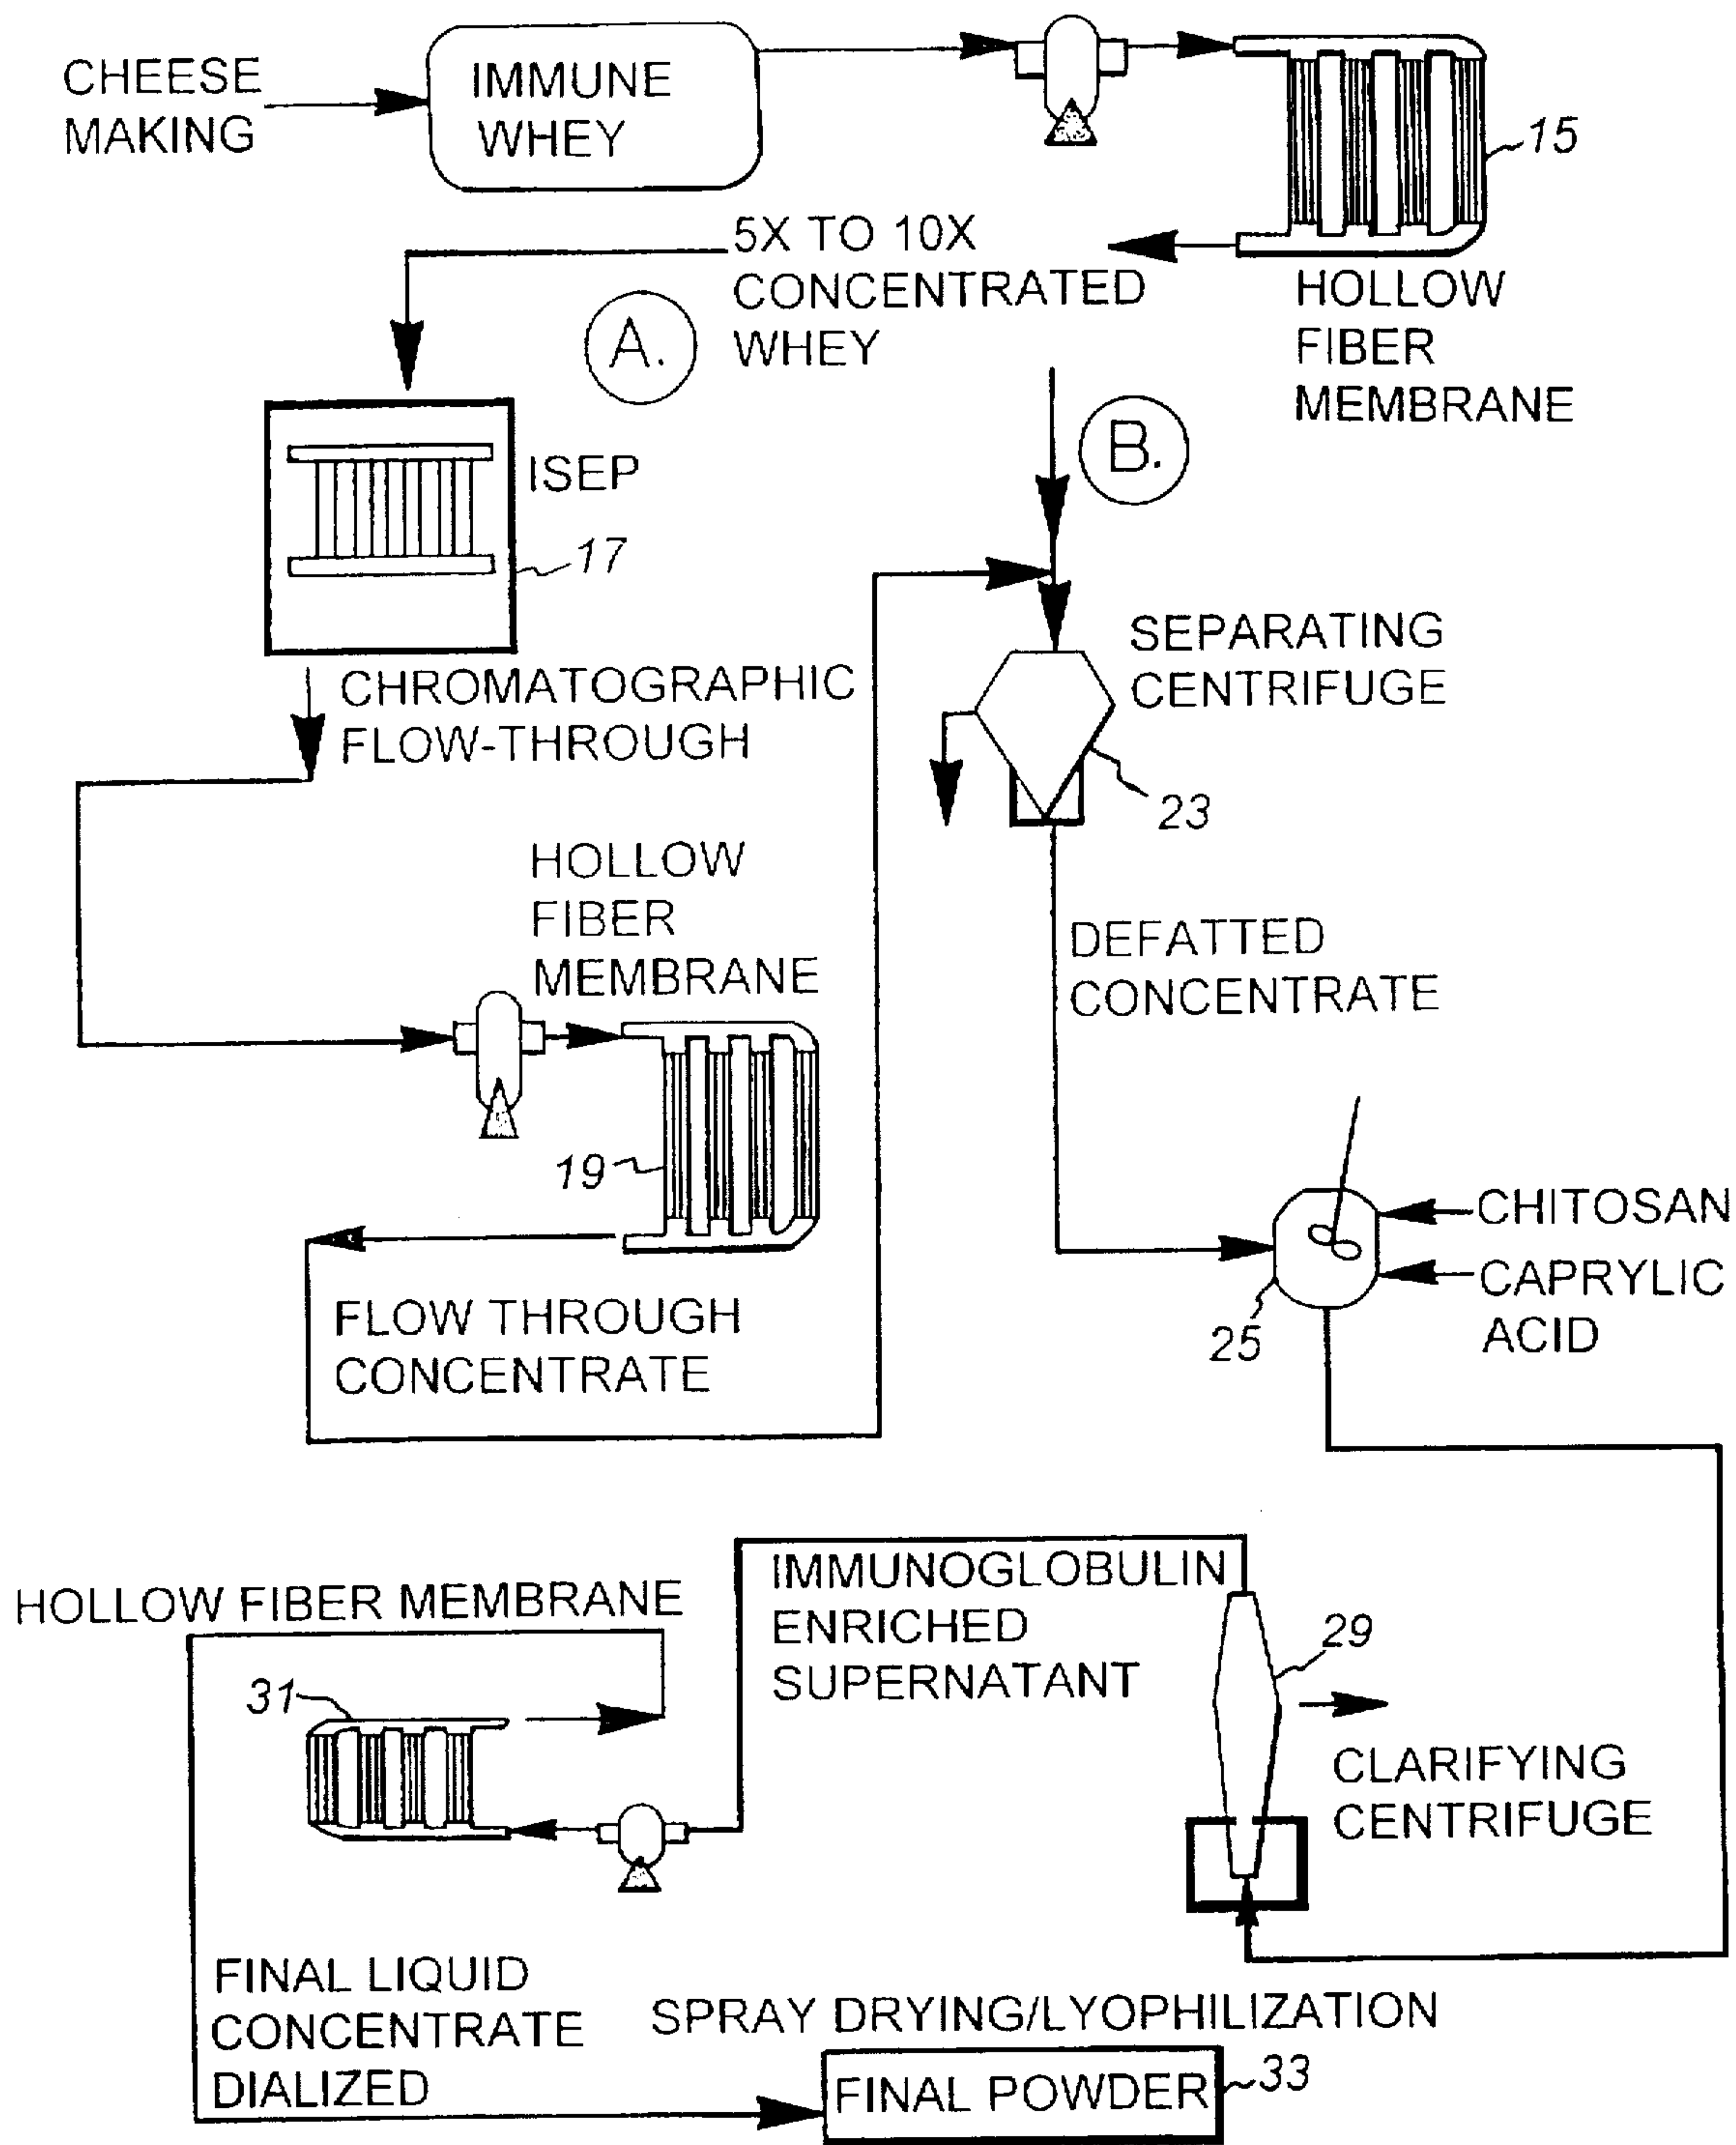 CHEESE
MAKING
IMMUNE
WHEY
15
5X TO 10X
CONCENTRATED
WHEY
HOLLOW
FIBER
MEMBRANE
A.
B.
ISEP
17
CHROMATOGRAPHIC
FLOW-THROUGH
SEPARATING
CENTRIFUGE
23
HOLLOW
FIBER
MEMBRANE
DEFATTED
CONCENTRATE
19
CHITOSAN
CAPRYLIC
ACID
25
FLOW THROUGH
CONCENTRATE
HOLLOW FIBER MEMBRANE
IMMUNOGLOBULIN
ENRICHED
SUPERNATANT
29
31
CLARIFYING
CENTRIFUGE
FINAL LIQUID
CONCENTRATE
DIALIZED
SPRAY DRYING/LYOPHILIZATION
FINAL POWDER
33